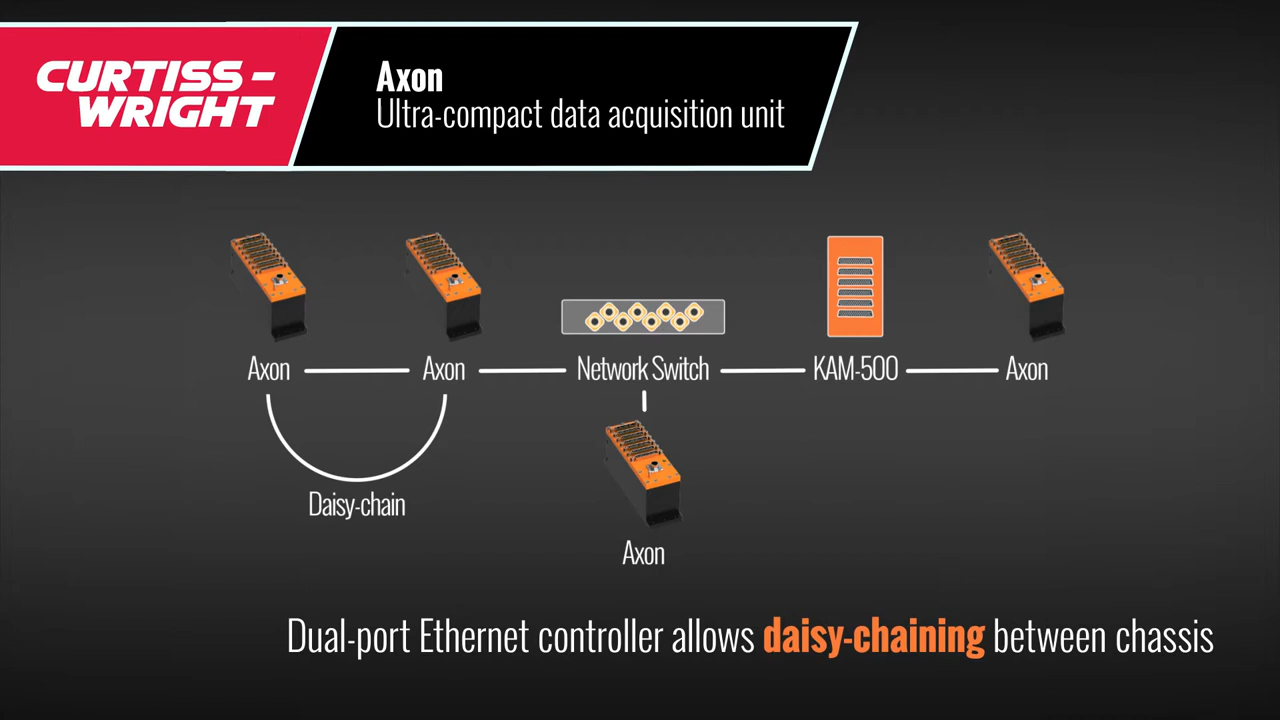 CURTISS-
WRIGHT
Axon
Ultra-compact data acquisition unit
Axon
Axon
Network Switch
KAM-500
Axon
Daisy-chain
Axon
Dual-port Ethernet controller allows daisy-chaining between chassis